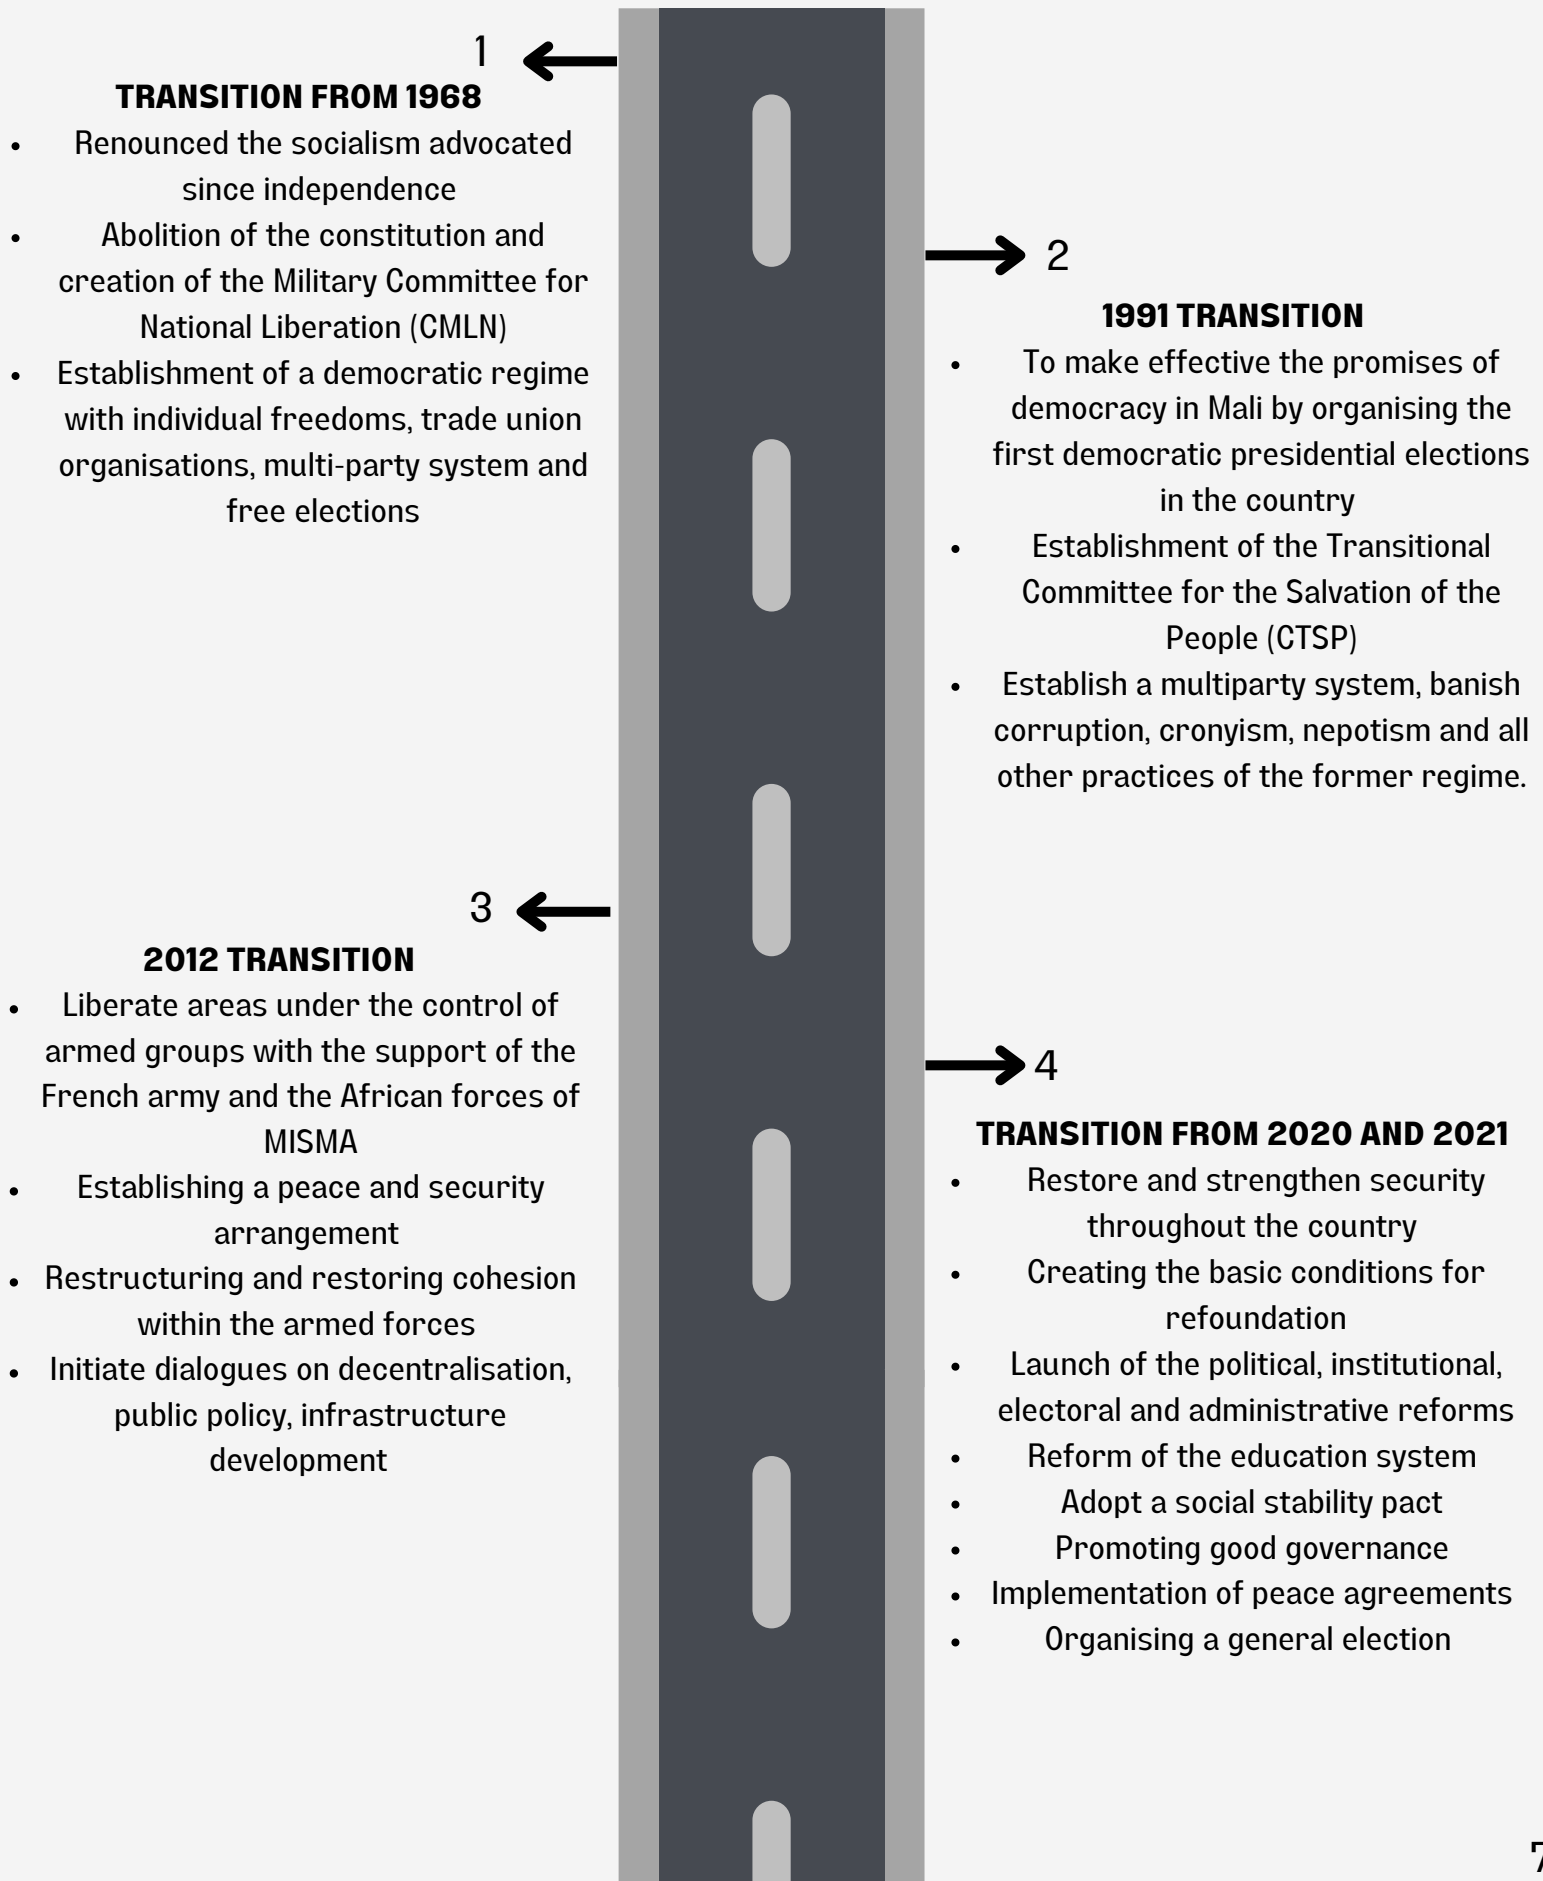 1
TRANSITION FROM 1968
• Renounced the socialism advocated
since independence
• Abolition of the constitution and
creation of the Military Committee for
National Liberation (CMLN)
• Establishment of a democratic regime
with individual freedoms, trade union
organisations, multi-party system and
free elections
2
1991 TRANSITION
• To make effective the promises of
democracy in Mali by organising the
first democratic presidential elections
in the country
• Establishment of the Transitional
Committee for the Salvation of the
People (CTSP)
• Establish a multiparty system, banish
corruption, cronyism, nepotism and all
other practices of the former regime.
3
2012 TRANSITION
• Liberate areas under the control of
armed groups with the support of the
French army and the African forces of
MISMA
• Establishing a peace and security
arrangement
• Restructuring and restoring cohesion
within the armed forces
• Initiate dialogues on decentralisation,
public policy, infrastructure
development
4
TRANSITION FROM 2020 AND 2021
• Restore and strengthen security
throughout the country
• Creating the basic conditions for
refoundation
• Launch of the political, institutional,
electoral and administrative reforms
• Reform of the education system
• Adopt a social stability pact
• Promoting good governance
• Implementation of peace agreements
• Organising a general election
7